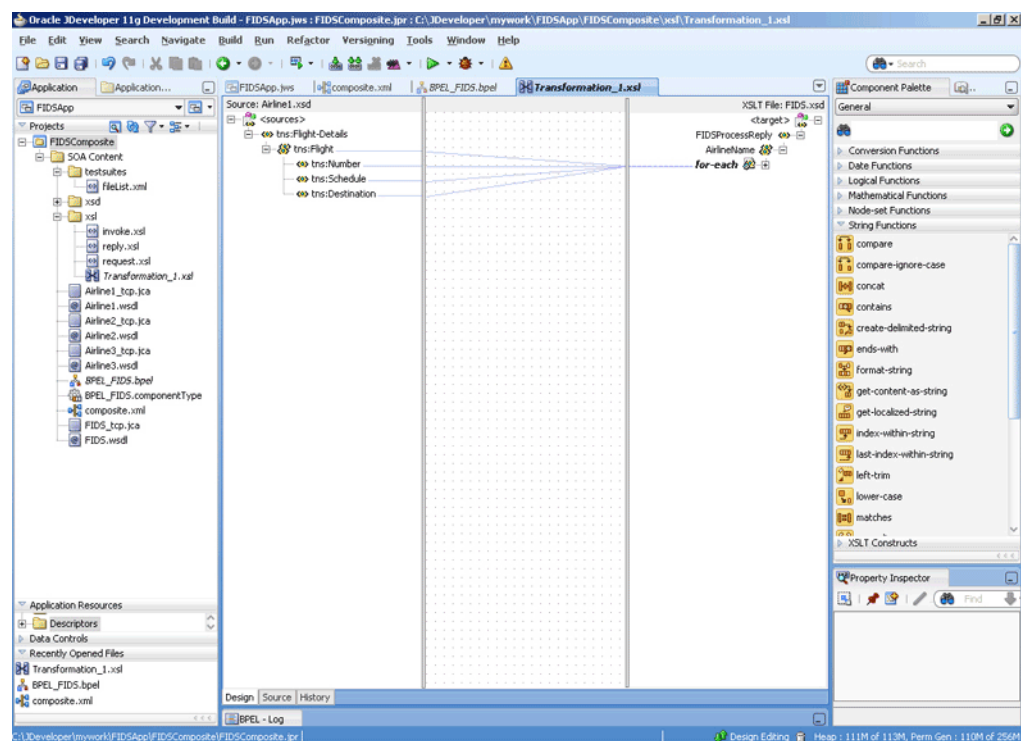 Oracle JDeveloper 11g Development Build - FIDSApp.jws : FIDSComposite.jpr : C:\JDeveloper\mywork\FIDSApp\FIDSComposite\xsl\Transformation_1.xsl
File Edit View Search Navigate Build Run Refactor Versigning Tools Window Help
Search
Application
Application...
FIDSApp.jws
composite.xml
BPEL_FIDS.bpel
Transformation_1.xsl
Component Palette
FIDSApp
Projects
FIDSComposite
SOA Content
testsuites
fileList.xml
xsd
xsl
invoke.xsl
reply.xsl
request.xsl
Transformation_1.xsl
Airline1_tcp.jca
Airline1.wsdl
Airline2_tcp.jca
Airline2.wsdl
Airline3_tcp.jca
Airline3.wsdl
BPEL_FIDS.bpel
BPEL_FIDS.componentType
composite.xml
FIDS_tcp.jca
FIDS.wsdl
Application Resources
Descriptors
Data Controls
Recently Opened Files
Transformation_1.xsl
BPEL_FIDS.bpel
composite.xml
Source: Airline1.xsd
<sources>
tns:Flight-Details
tns:Flight
tns:Number
tns:Schedule
tns:Destination
XSLT File: FIDS.xsd
<target>
FIDSProcessReply
AirlineName
for-each
Design Source History
BPEL - Log
General
Conversion Functions
Date Functions
Logical Functions
Mathematical Functions
Node-set Functions
String Functions
compare
compare-ignore-case
concat
contains
create-delimited-string
ends-with
format-string
get-content-as-string
get-localized-string
index-within-string
last-index-within-string
left-trim
lower-case
matches
XSLT Constructs
Property Inspector
Find
C:\JDeveloper\mywork\FIDSApp\FIDSComposite\FIDSComposite.jpr
Design Editing
Heap : 111M of 113M, Perm Gen : 110M of 256M